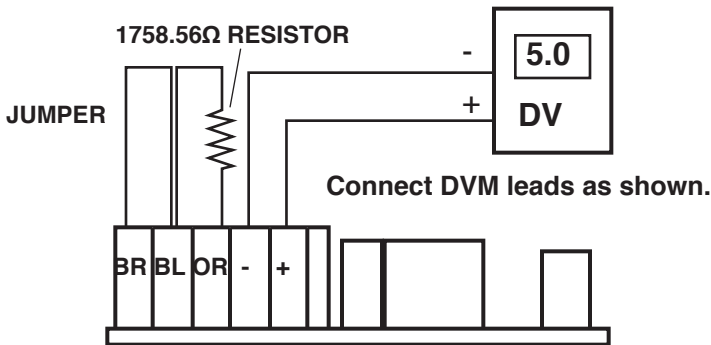 1758.56Ω RESISTOR
JUMPER
-
5.0
+
DV
Connect DVM leads as shown.
BR BL OR - +